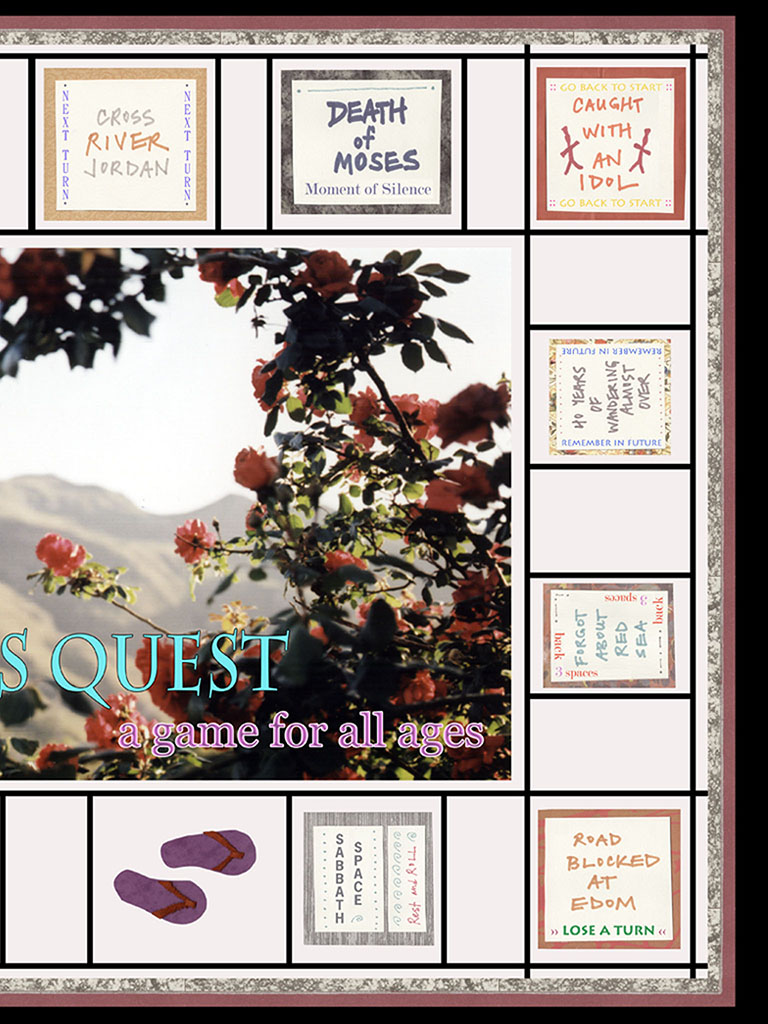 NEXT TURN
CROSS
RIVER
JORDAN
NEXT TURN
DEATH
of
MOSES
Moment of Silence
GO BACK TO START
CAUGHT
WITH
AN
IDOL
GO BACK TO START
REMEMBER IN FUTURE
40 YEARS
OF
WANDERING
ALMOST
OVER
REMEMBER IN FUTURE
back
3 spaces
FORGOT
ABOUT
RED
SEA
back
3 spaces
S QUEST
a game for all ages
SABBATH
SPACE
Rest and Roll
ROAD
BLOCKED
AT
EDOM
» LOSE A TURN «